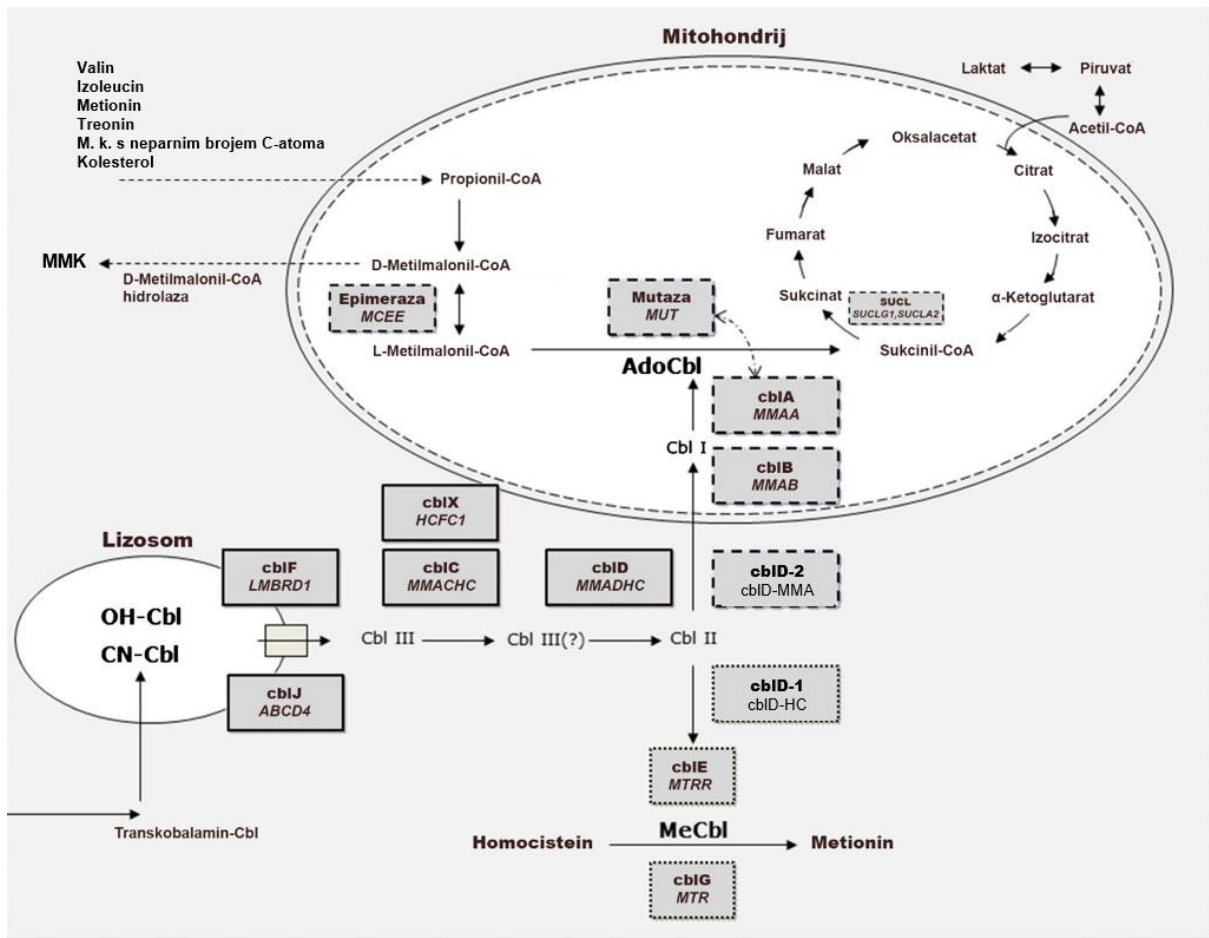 Mitohondrij
Valin
Izoleucin
Metionin
Treonin
M. k. s neparnim brojem C-atoma
Kolesterol
Laktat
Piruvat
Acetil-CoA
Oksalacetat
Citrat
Malat
Propionil-CoA
Fumarat
Izocitrat
MMK
D-Metilmalonil-CoA
hidrolaza
D-Metilmalonil-CoA
Epimeraza
MCEE
Mutaza
MUT
Sukcinat
SUCL
SUCLG1,SUCLA2
α-Ketoglutarat
L-Metilmalonil-CoA
Sukcinil-CoA
AdoCbl
cblA
MMAA
Cbl I
cblB
MMAB
cblX
HCFC1
Lizosom
cblF
LMBRD1
cblC
MMACHC
cblD
MMADHC
cblD-2
cblD-MMA
OH-Cbl
CN-Cbl
Cbl III
Cbl III(?)
Cbl II
cblJ
ABCD4
cblD-1
cblD-HC
cblE
MTRR
Transkobalamin-Cbl
Homocistein
MeCbl
Metionin
cblG
MTR